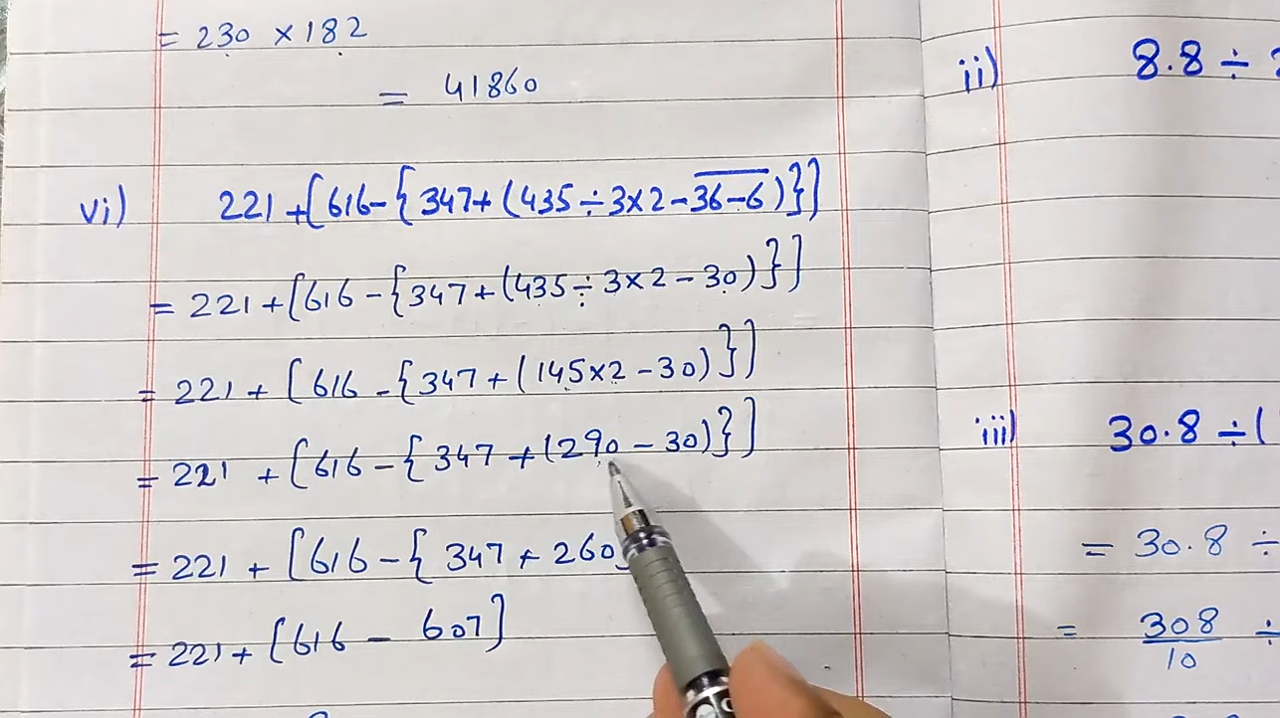 = 230 × 182
= 41860
vi) 221 + [616 - { 347 + (435 ÷ 3 × 2 - 3̅6̅ ̅-̅ ̅6̅ ) } ]
= 221 + [616 - { 347 + (435 ÷ 3 × 2 - 30) } ]
= 221 + [616 - { 347 + (145 × 2 - 30) } ]
= 221 + [616 - { 347 + (290 - 30) } ]
= 221 + [616 - { 347 + 260
= 221 + [616 - 607]
ii) 8.8 ÷
iii) 30.8 ÷ (
= 30.8 ÷
= 308/10 ÷